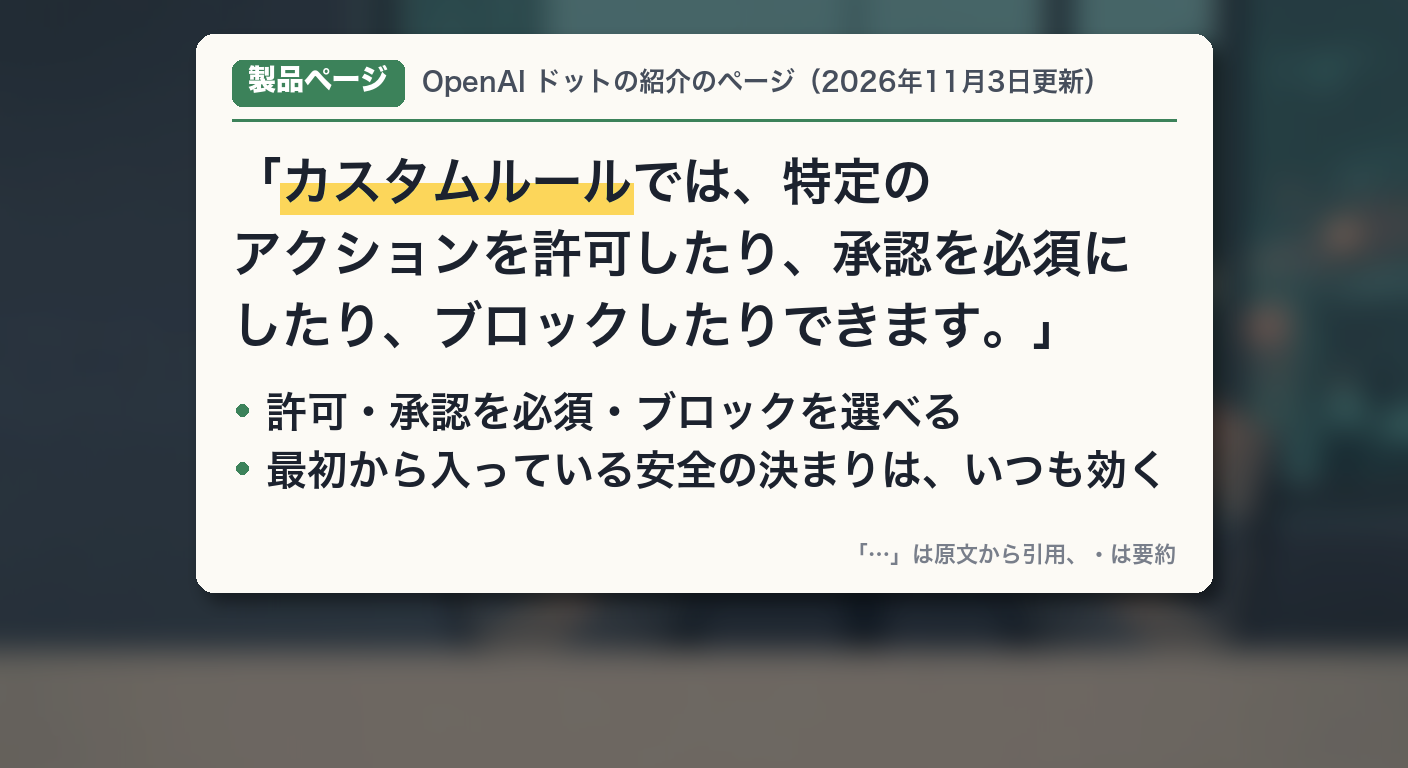 製品ページ OpenAI ドットの紹介のページ（2026年11月3日更新）
「カスタムルールでは、特定の
アクションを許可したり、承認を必須に
したり、ブロックしたりできます。」
• 許可・承認を必須・ブロックを選べる
• 最初から入っている安全の決まりは、いつも効く
「…」は原文から引用、・は要約